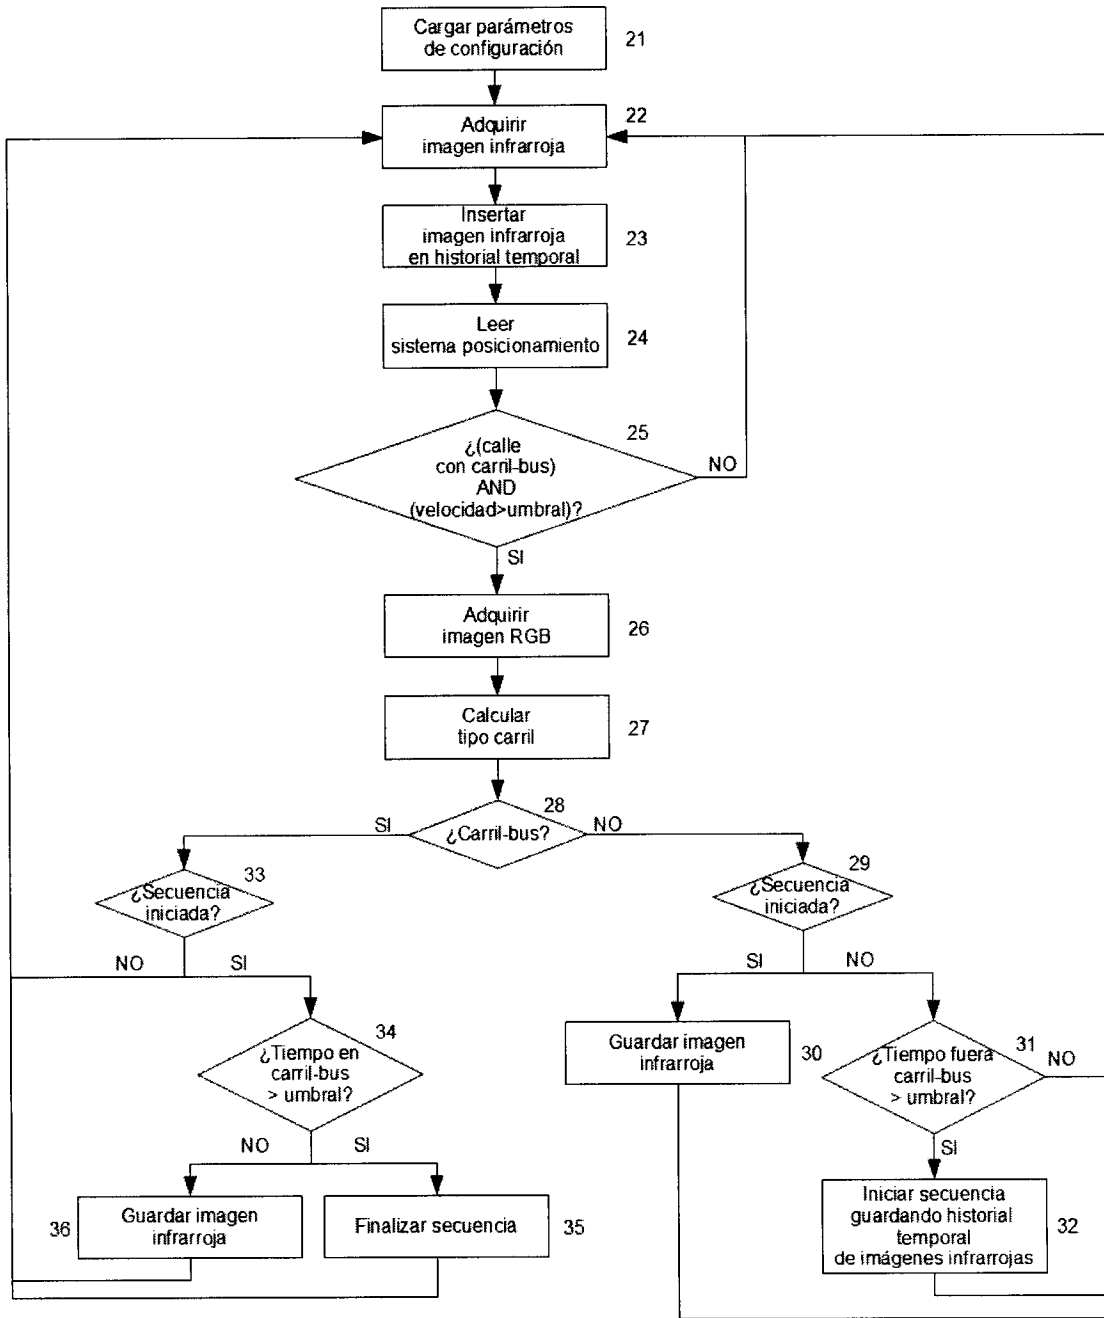 Cargar parámetros
de configuración
21
22
Adquirir
imagen infrarroja
Insertar
imagen infrarroja
en historial temporal
23
Leer
sistema posicionamiento
24
25
¿(calle
con carril-bus)
AND
(velocidad>umbral)?
NO
SI
Adquirir
imagen RGB
26
Calcular
tipo carril
27
28
SI
¿Carril-bus?
NO
33
¿Secuencia
iniciada?
29
¿Secuencia
iniciada?
NO
SI
SI
NO
34
¿Tiempo en
carril-bus
> umbral?
Guardar imagen
infrarroja
30
31
¿Tiempo fuera
carril-bus
> umbral?
NO
NO
SI
SI
36
Guardar imagen
infrarroja
Finalizar secuencia
35
Iniciar secuencia
guardando historial
temporal
de imágenes infrarrojas
32